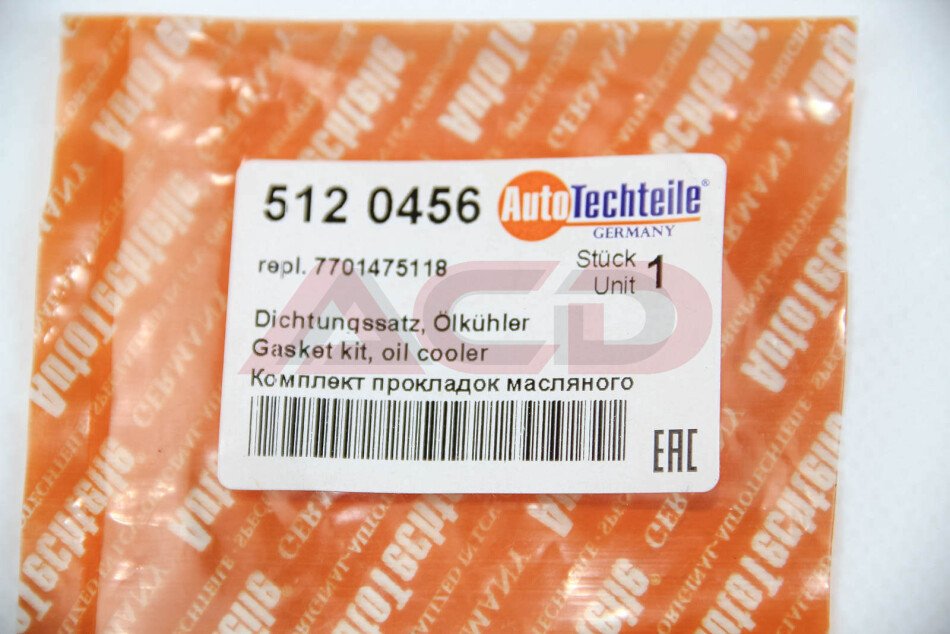 512 0456 AutoTechteile®
GERMANY
repl. 7701475118
Stück
Unit 1
ACD
Dichtungssatz, Ölkühler
Gasket kit, oil cooler
Комплект прокладок масляного
EAC